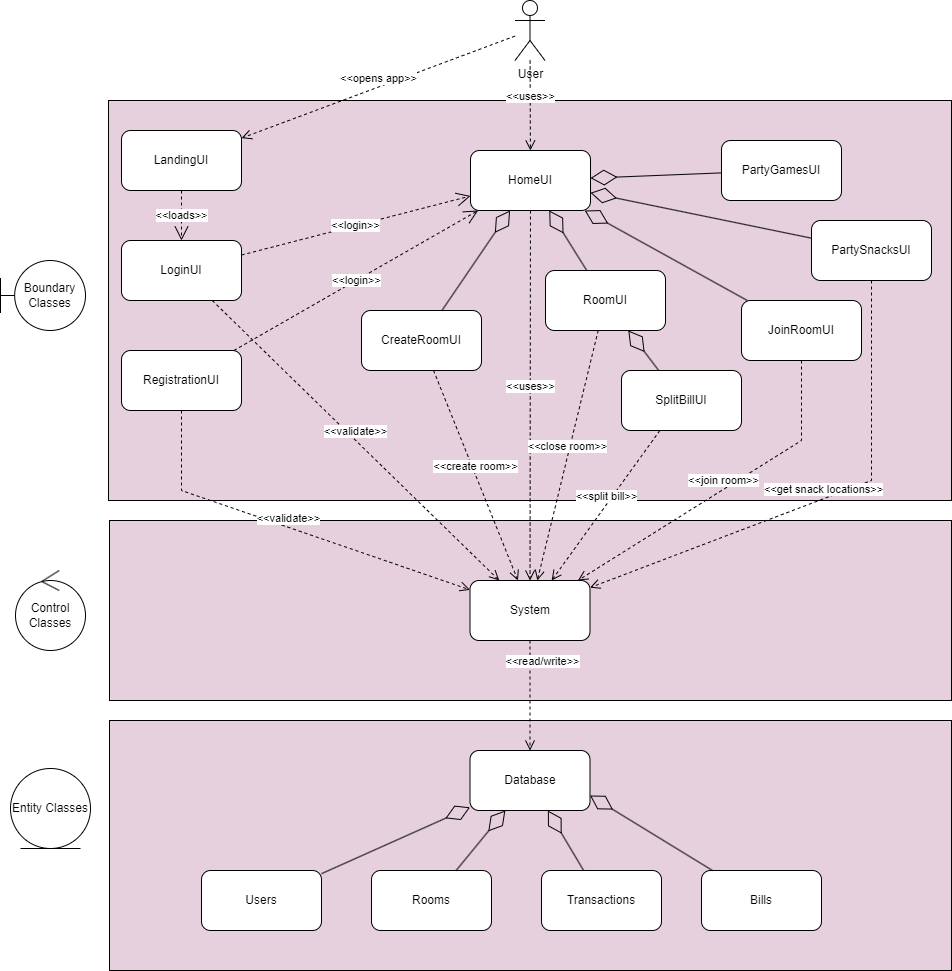 User
<<opens app>>
<<uses>>
LandingUI
HomeUI
PartyGamesUI
<<loads>>
<<login>>
PartySnacksUI
LoginUI
<<login>>
Boundary
Classes
RoomUI
CreateRoomUI
JoinRoomUI
RegistrationUI
<<uses>>
SplitBillUI
<<validate>>
<<close room>>
<<create room>>
<<join room>>
<<get snack locations>>
<<split bill>>
<<validate>>
Control
Classes
System
<<read/write>>
Database
Entity Classes
Users
Rooms
Transactions
Bills